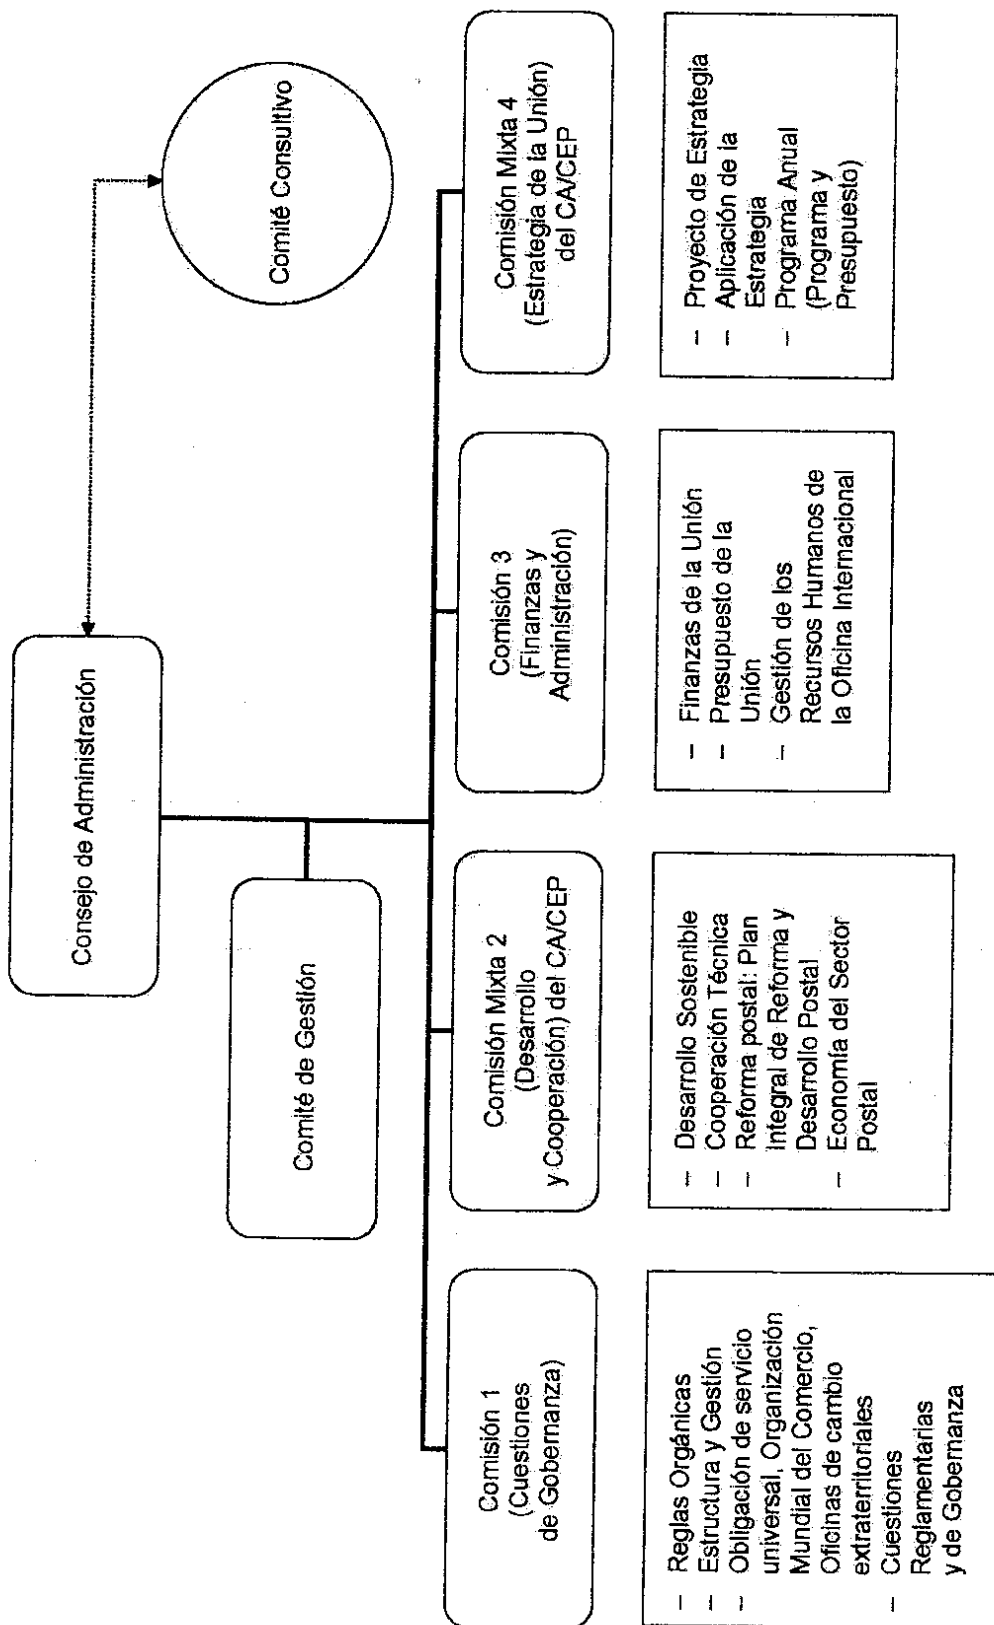 Consejo de Administración
Comité Consultivo
Comité de Gestión
Comisión 1
(Cuestiones
de Gobernanza)
Comisión Mixta 2
(Desarrollo
y Cooperación) del CA/CEP
Comisión 3
(Finanzas y
Administración)
Comisión Mixta 4
(Estrategia de la Unión)
del CA/CEP
– Reglas Orgánicas
– Estructura y Gestión
– Obligación de servicio
universal, Organización
Mundial del Comercio,
Oficinas de cambio
extraterritoriales
– Cuestiones
Reglamentarias
y de Gobernanza
– Desarrollo Sostenible
– Cooperación Técnica
– Reforma postal: Plan
Integral de Reforma y
Desarrollo Postal
– Economía del Sector
Postal
– Finanzas de la Unión
– Presupuesto de la
Unión
– Gestión de los
Recursos Humanos de
la Oficina Internacional
– Proyecto de Estrategia
– Aplicación de la
Estrategia
– Programa Anual
(Programa y
Presupuesto)